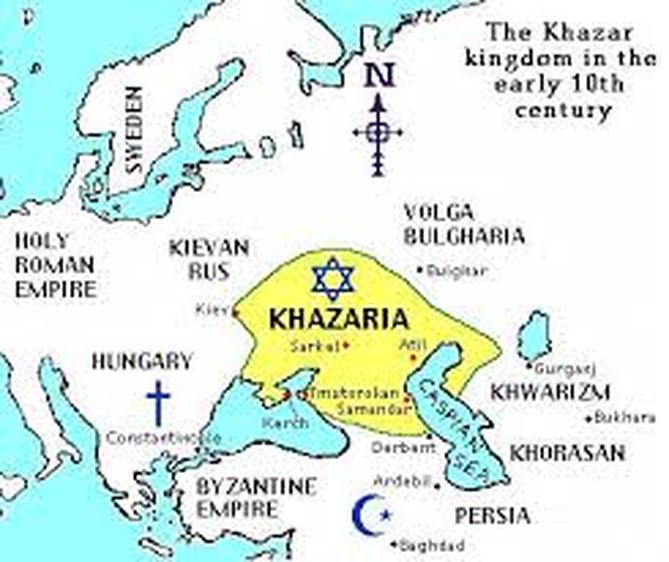 The Khazar
kingdom in the
early 10th
century
N
SWEDEN
VOLGA
BULGHARIA
HOLY
ROMAN
EMPIRE
KIEVAN
RUS
Bulghar
Kiev
KHAZARIA
Sarkel
Atil
HUNGARY
Gurganj
KHWARIZM
Tmutorokan
Samandar
Kerch
CASPIAN
SEA
Bukhara
Constantinople
Derbent
KHORASAN
Ardebil
BYZANTINE
EMPIRE
PERSIA
Baghdad